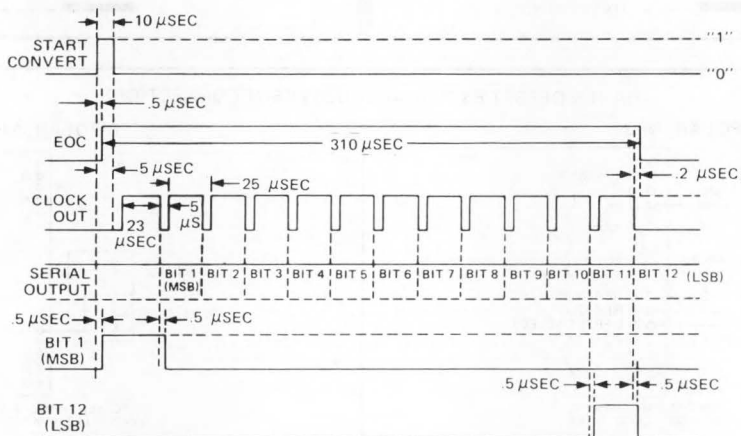 10 μSEC
START
CONVERT
"1"
"0"
.5 μSEC
EOC
310 μSEC
5 μSEC
.2 μSEC
CLOCK
OUT
25 μSEC
23
μSEC
5
μS
SERIAL
OUTPUT
BIT 1
(MSB)
BIT 2
BIT 3
BIT 4
BIT 5
BIT 6
BIT 7
BIT 8
BIT 9
BIT 10
BIT 11
BIT 12
(LSB)
.5 μSEC
.5 μSEC
BIT 1
(MSB)
.5 μSEC
.5 μSEC
BIT 12
(LSB)